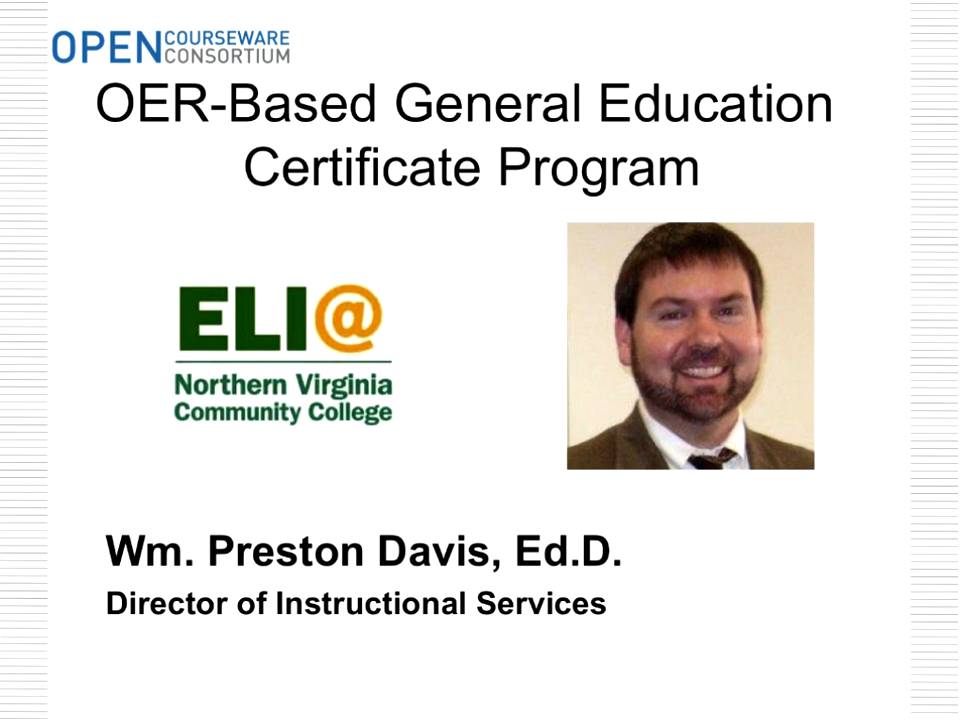 OPEN COURSEWARE
CONSORTIUM
OER-Based General Education
Certificate Program
ELI@
Northern Virginia
Community College
Wm. Preston Davis, Ed.D.
Director of Instructional Services